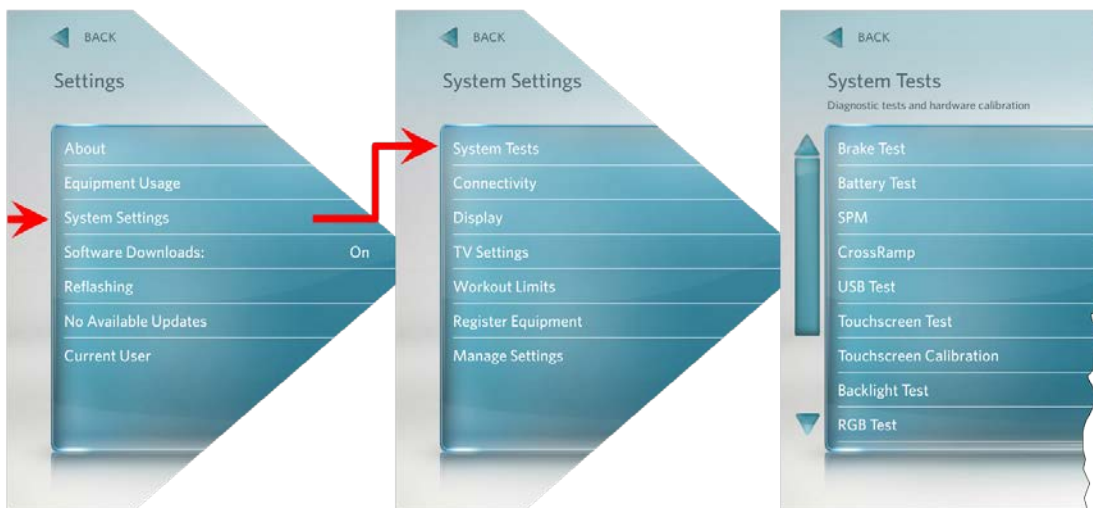 BACK
Settings
About
Equipment Usage
System Settings
Software Downloads: On
Reflashing
No Available Updates
Current User
BACK
System Settings
System Tests
Connectivity
Display
TV Settings
Workout Limits
Register Equipment
Manage Settings
BACK
System Tests
Diagnostic tests and hardware calibration
Brake Test
Battery Test
SPM
CrossRamp
USB Test
Touchscreen Test
Touchscreen Calibration
Backlight Test
RGB Test